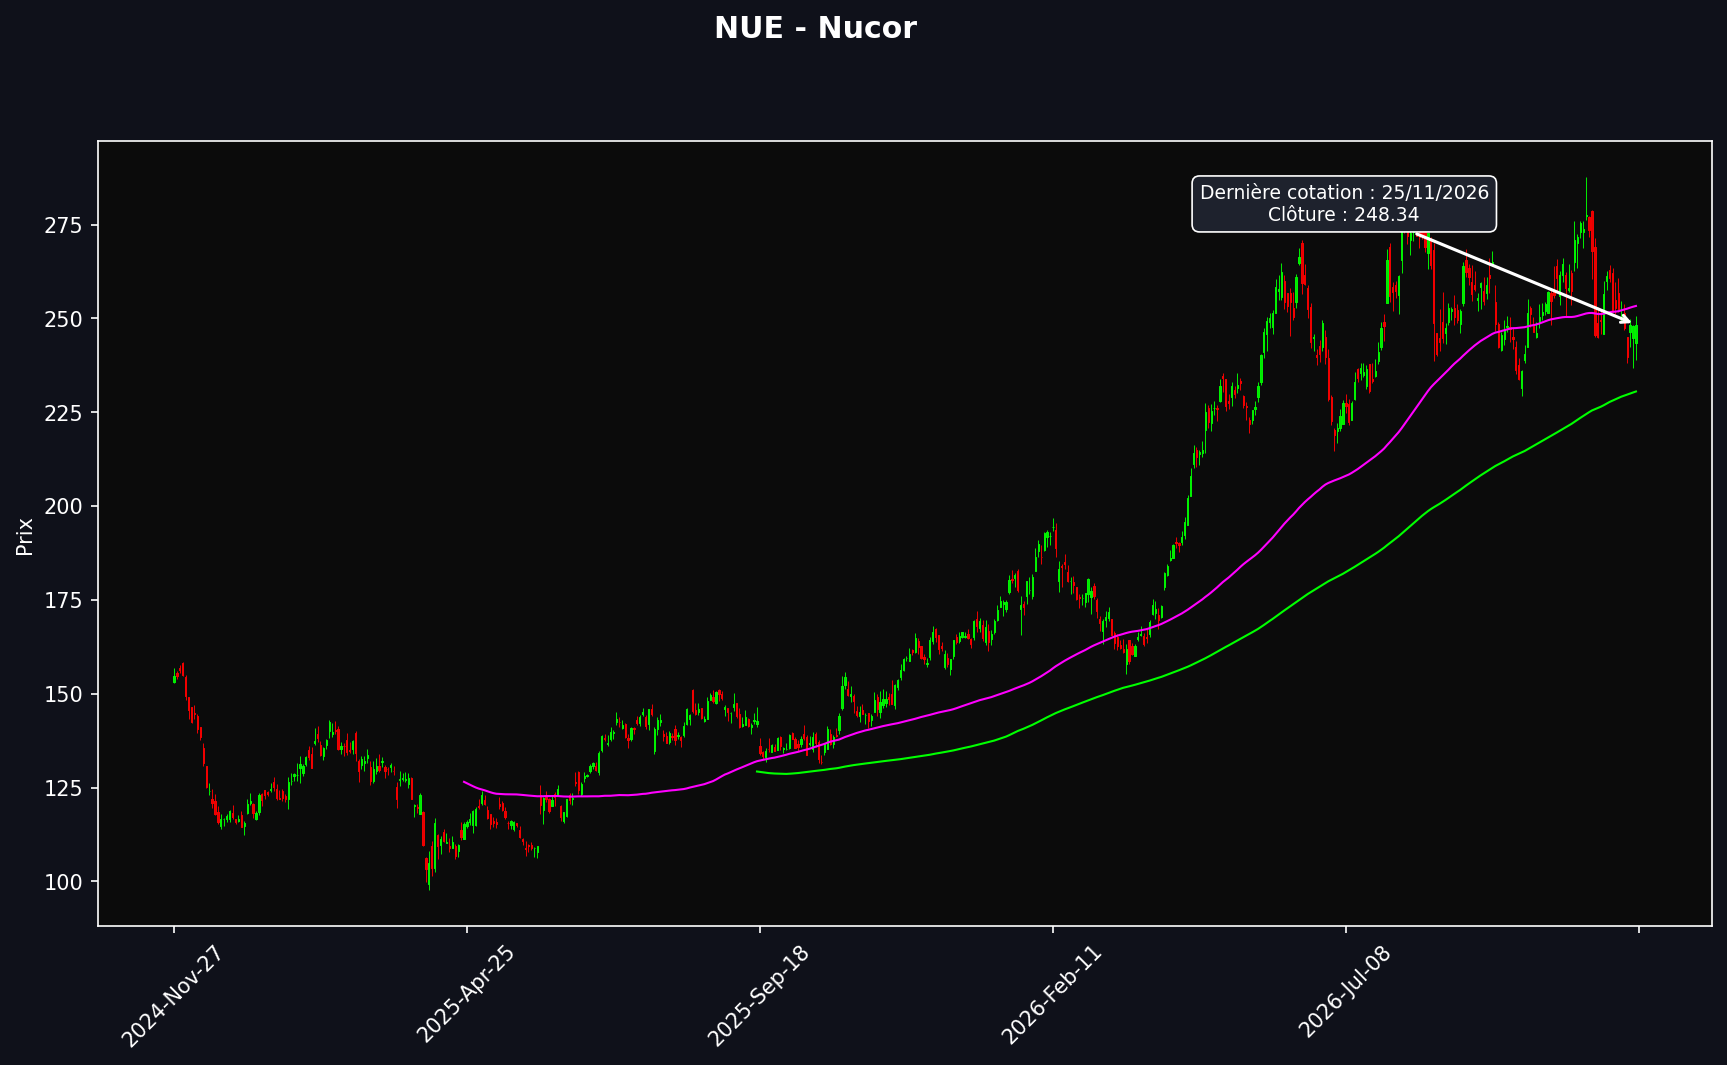 NUE - Nucor
Dernière cotation : 25/11/2026
Clôture : 248.34
Prix
275
250
225
200
175
150
125
100
2024-Nov-27
2025-Apr-25
2025-Sep-18
2026-Feb-11
2026-Jul-08